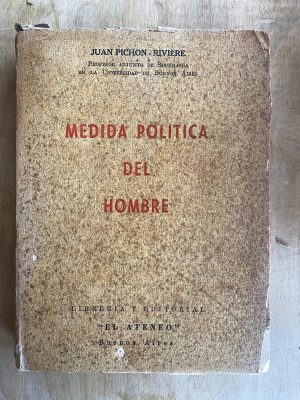 JUAN PICHON-RIVIERE
PROFESOR ADJUNTO DE SOCIOLOGIA
EN LA UNIVERSIDAD DE BUENOS AIRES
MEDIDA POLITICA
DEL
HOMBRE
LIBRERIA Y EDITORIAL
"EL ATENEO"
Buenos Aires